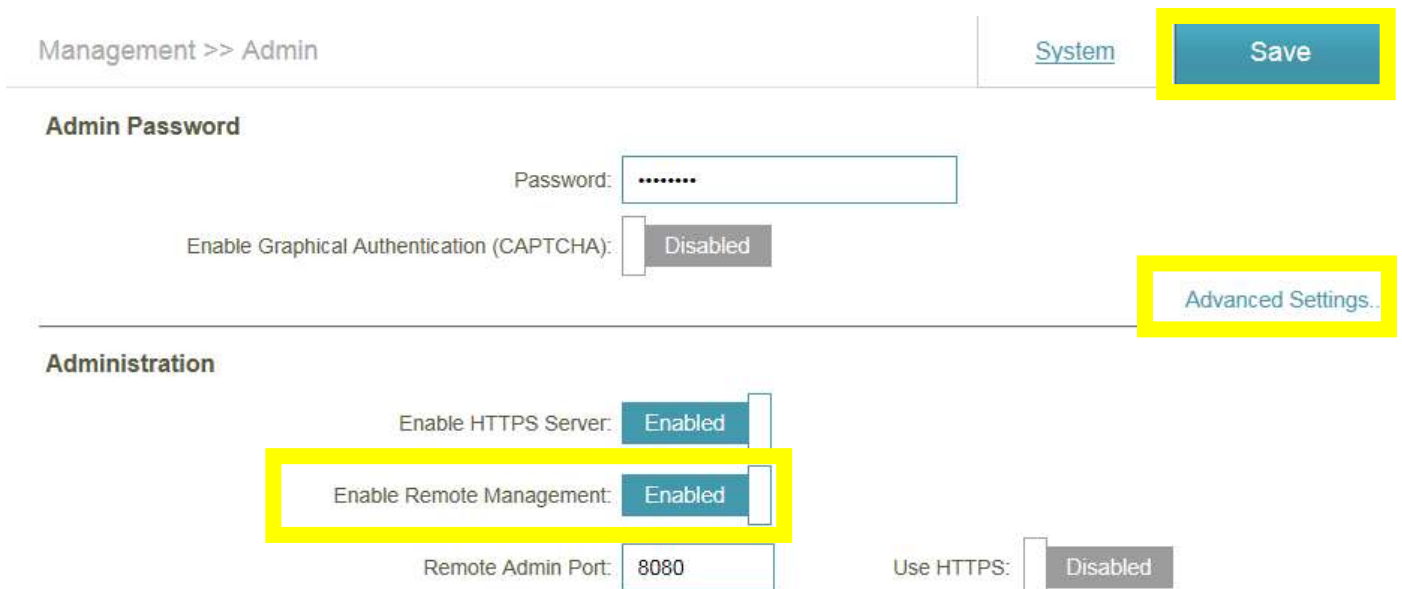 Management >> Admin
System
Save
Admin Password
Password: ••••••••
Enable Graphical Authentication (CAPTCHA): Disabled
Advanced Settings..
Administration
Enable HTTPS Server: Enabled
Enable Remote Management: Enabled
Remote Admin Port: 8080 Use HTTPS: Disabled